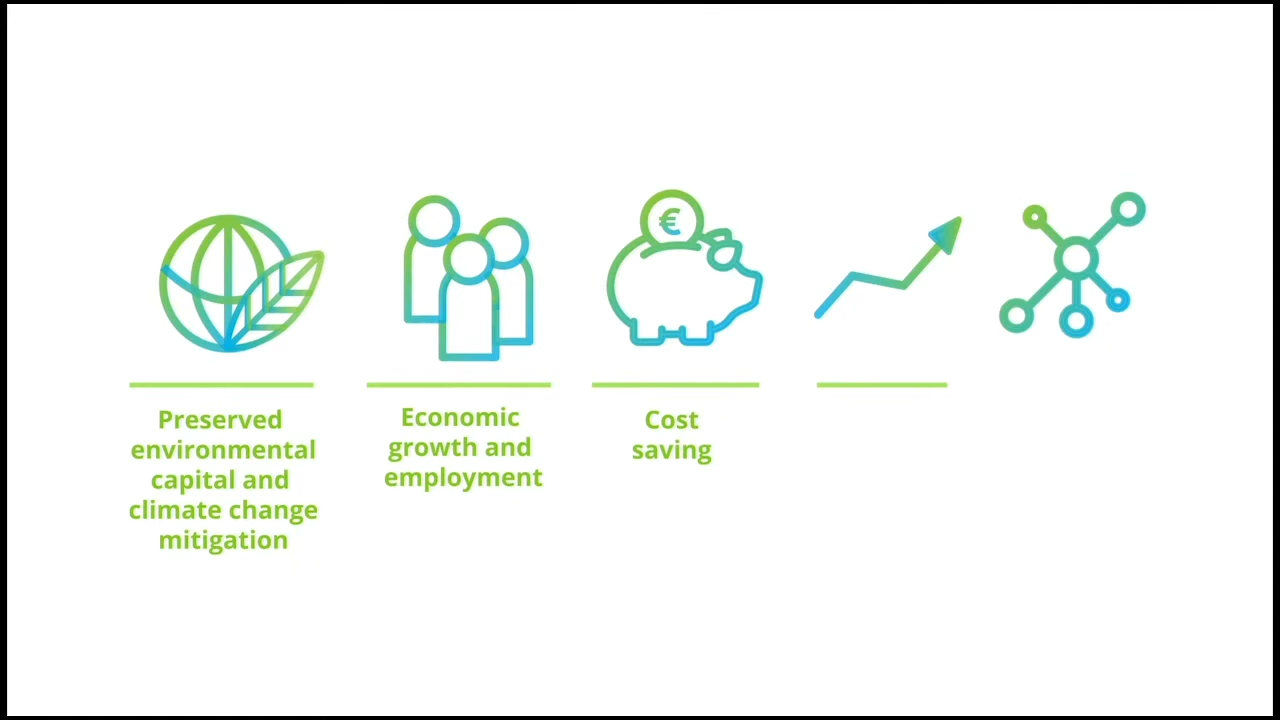 €
Preserved
environmental
capital and
climate change
mitigation
Economic
growth and
employment
Cost
saving